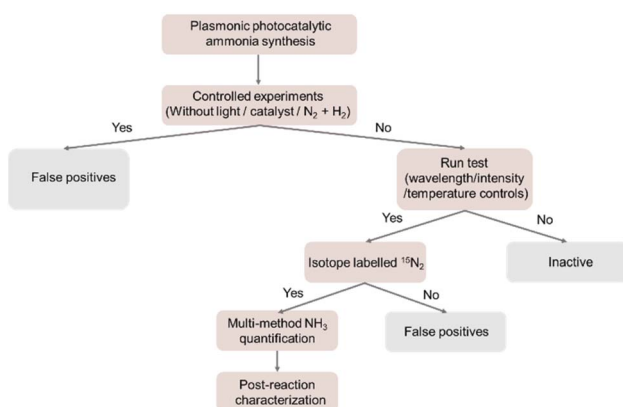 Plasmonic photocatalytic
ammonia synthesis
Controlled experiments
(Without light / catalyst / N₂ + H₂)
Yes
No
False positives
Run test
(wavelength/intensity
/temperature controls)
Yes
No
Isotope labelled ¹⁵N₂
Inactive
Yes
No
Multi-method NH₃
quantification
False positives
Post-reaction
characterization